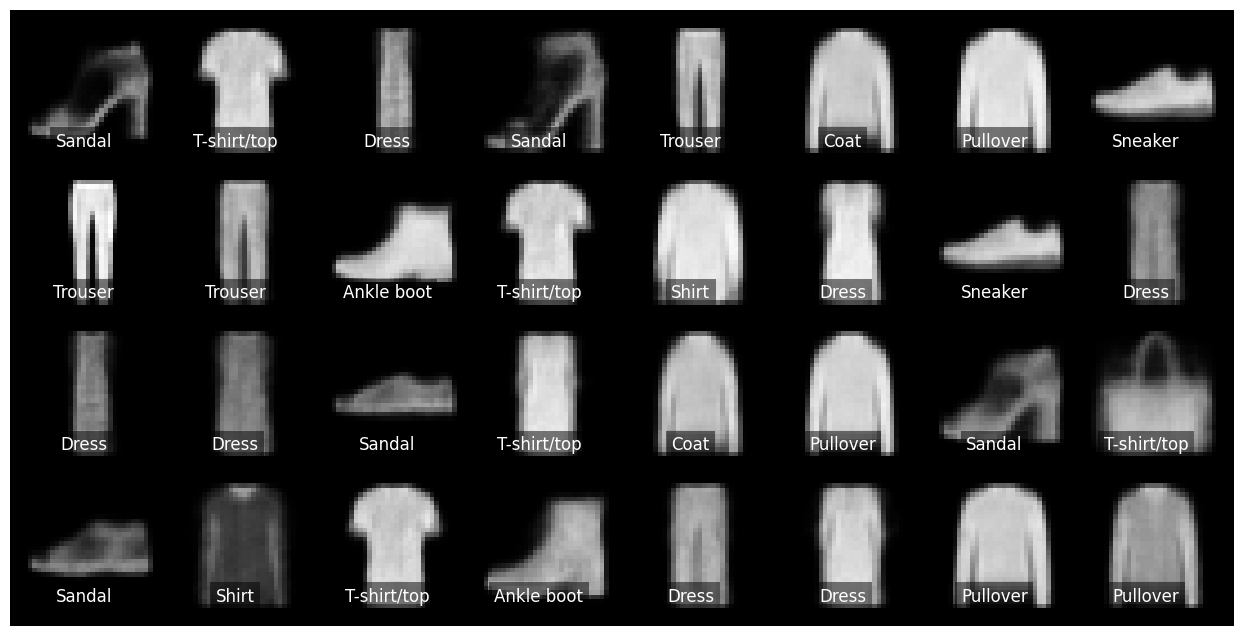 Sandal
T-shirt/top
Dress
Sandal
Trouser
Coat
Pullover
Sneaker
Trouser
Trouser
Ankle boot
T-shirt/top
Shirt
Dress
Sneaker
Dress
Dress
Dress
Sandal
T-shirt/top
Coat
Pullover
Sandal
T-shirt/top
Sandal
Shirt
T-shirt/top
Ankle boot
Dress
Dress
Pullover
Pullover